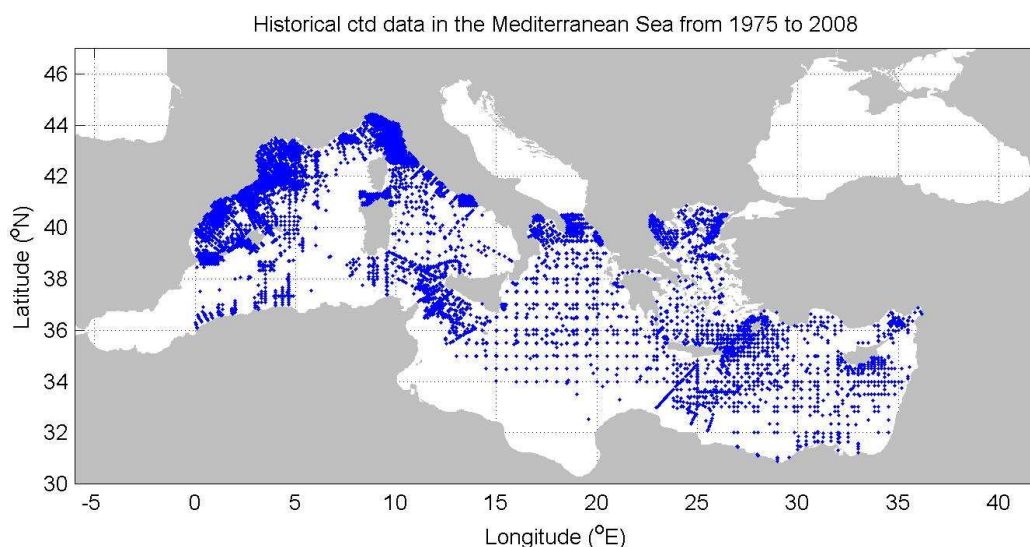 Historical ctd data in the Mediterranean Sea from 1975 to 2008
46
44
42
40
38
36
34
32
30
Latitude (°N)
-5 0 5 10 15 20 25 30 35 40
Longitude (°E)